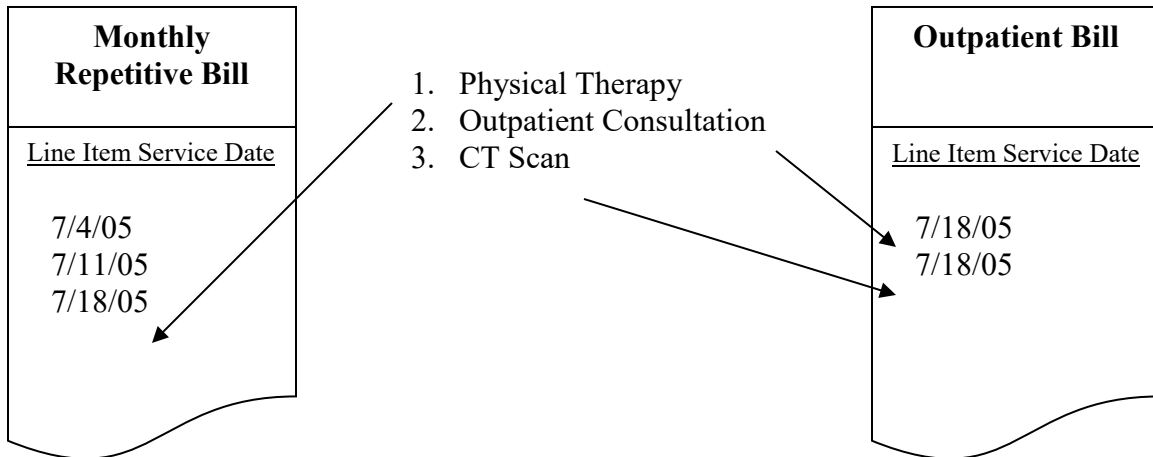 Monthly
Repetitive Bill
Line Item Service Date
7/4/05
7/11/05
7/18/05
1. Physical Therapy
2. Outpatient Consultation
3. CT Scan
Outpatient Bill
Line Item Service Date
7/18/05
7/18/05